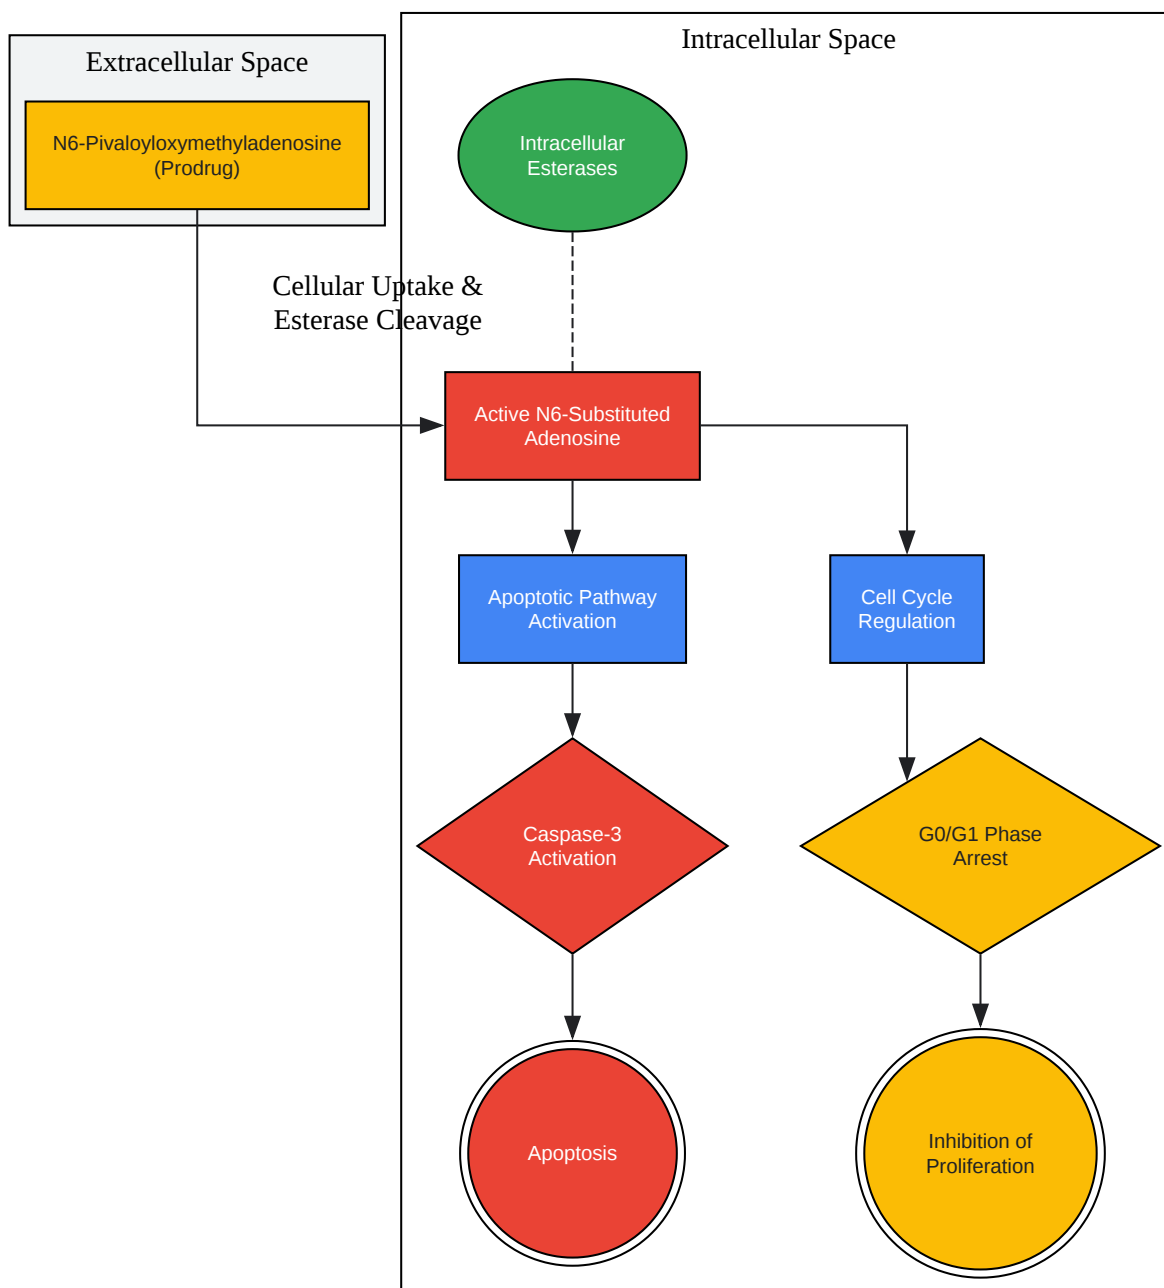 Extracellular Space
N6-Pivaloyloxymethyladenosine
(Prodrug)
Intracellular Space
Intracellular
Esterases
Cellular Uptake &
Esterase Cleavage
Active N6-Substituted
Adenosine
Apoptotic Pathway
Activation
Cell Cycle
Regulation
Caspase-3
Activation
G0/G1 Phase
Arrest
Apoptosis
Inhibition of
Proliferation